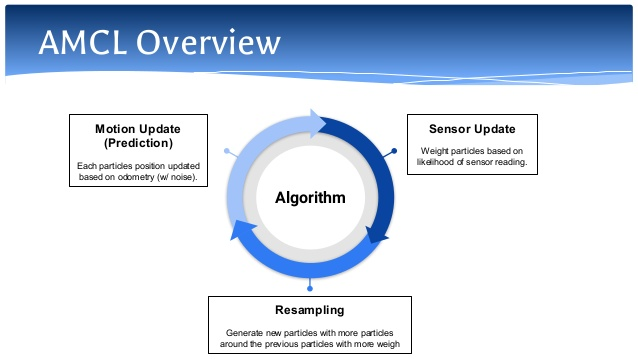 AMCL Overview
Motion Update
(Prediction)
Each particles position updated
based on odometry (w/ noise).
Sensor Update
Weight particles based on
likelihood of sensor reading.
Algorithm
Resampling
Generate new particles with more particles
around the previous particles with more weigh